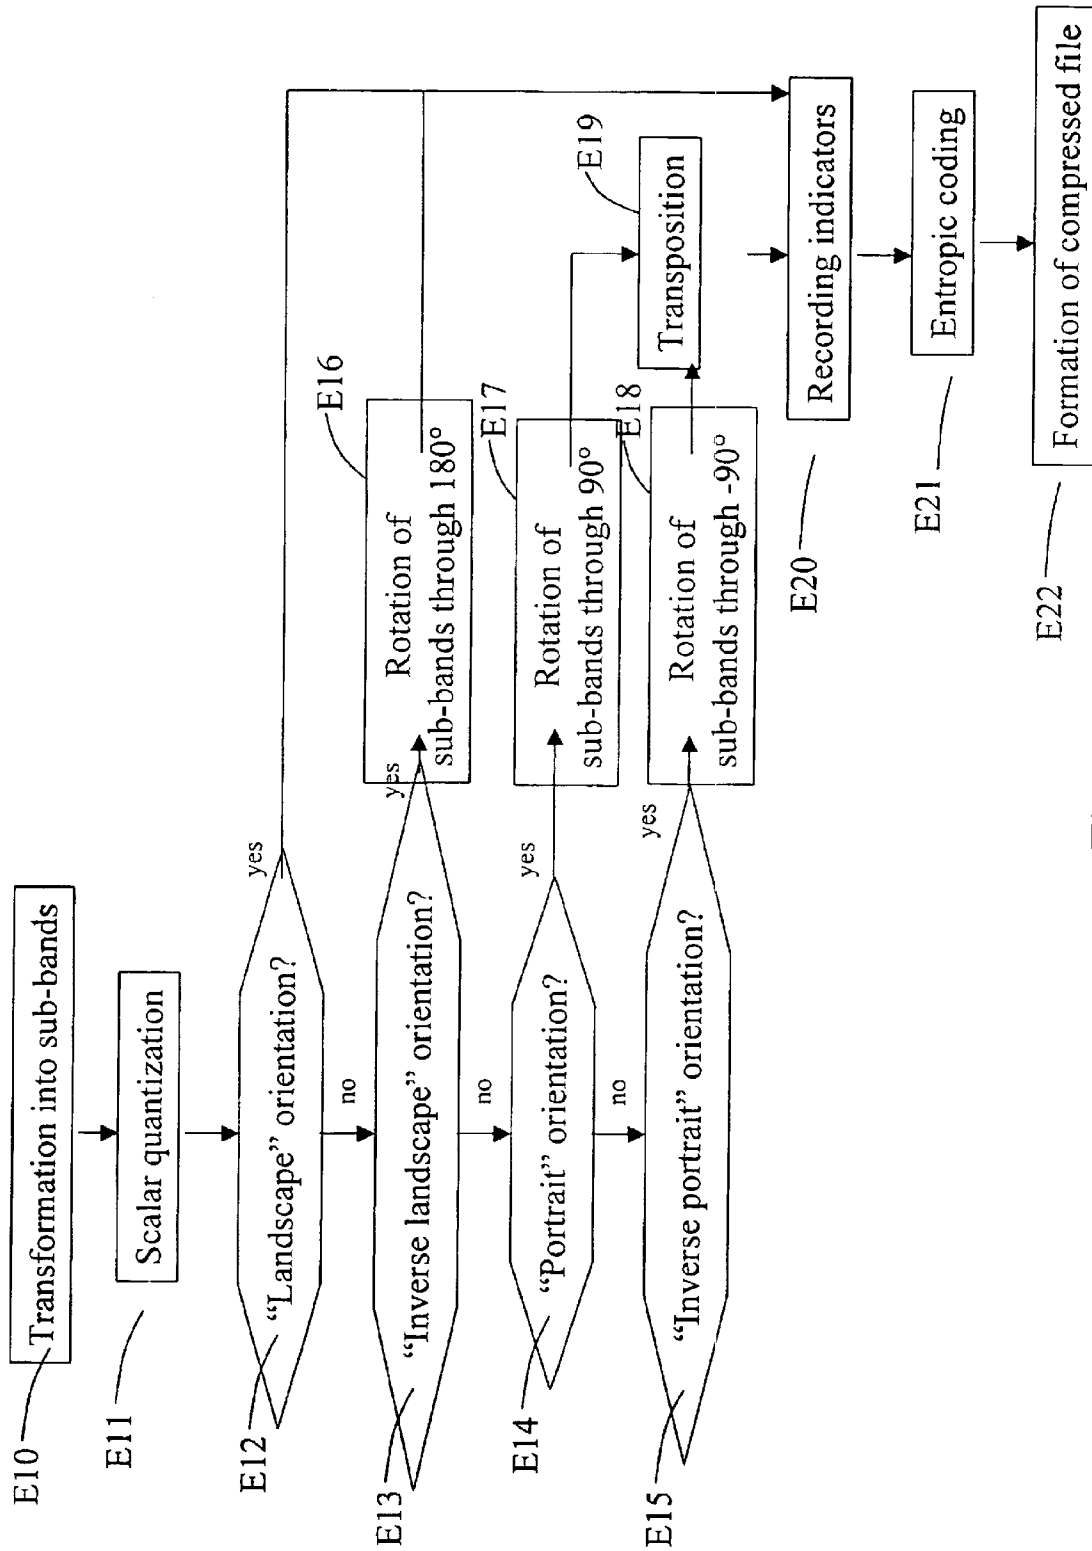 E10
Transformation into sub-bands
E11
Scalar quantization
E12
“Landscape” orientation?
yes
no
E13
“Inverse landscape” orientation?
yes
no
E16
Rotation of
sub-bands through 180°
E14
“Portrait” orientation?
yes
no
E17
Rotation of
sub-bands through 90°
E15
“Inverse portrait” orientation?
yes
E18
Rotation of
sub-bands through -90°
E19
Transposition
E20
Recording indicators
E21
Entropic coding
E22
Formation of compressed file